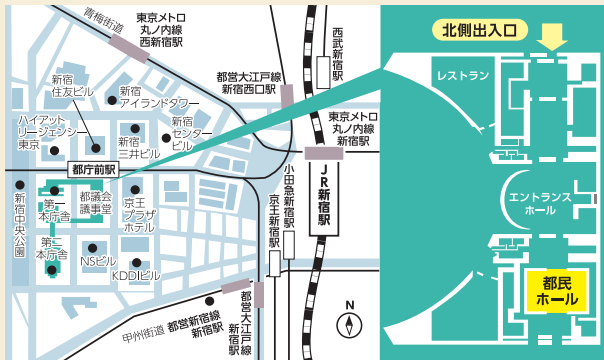 青梅街道
東京メトロ
丸ノ内線
西新宿駅
西武新宿駅
都営大江戸線
新宿西口駅
新宿
住友ビル
新宿
アイランドタワー
ハイアット
リージェンシー
東京
新宿
三井ビル
新宿
センター
ビル
東京メトロ
丸ノ内線
新宿駅
都庁前駅
JR新宿駅
小田急新宿駅
京王新宿駅
新宿中央公園
第一
本庁舎
都議会
議事堂
京王
プラザ
ホテル
第二
本庁舎
NSビル
KDDIビル
甲州街道
都営新宿線
新宿駅
都営大江戸線
新宿駅
N
北側出入口
レストラン
エントランス
ホール
都民
ホール